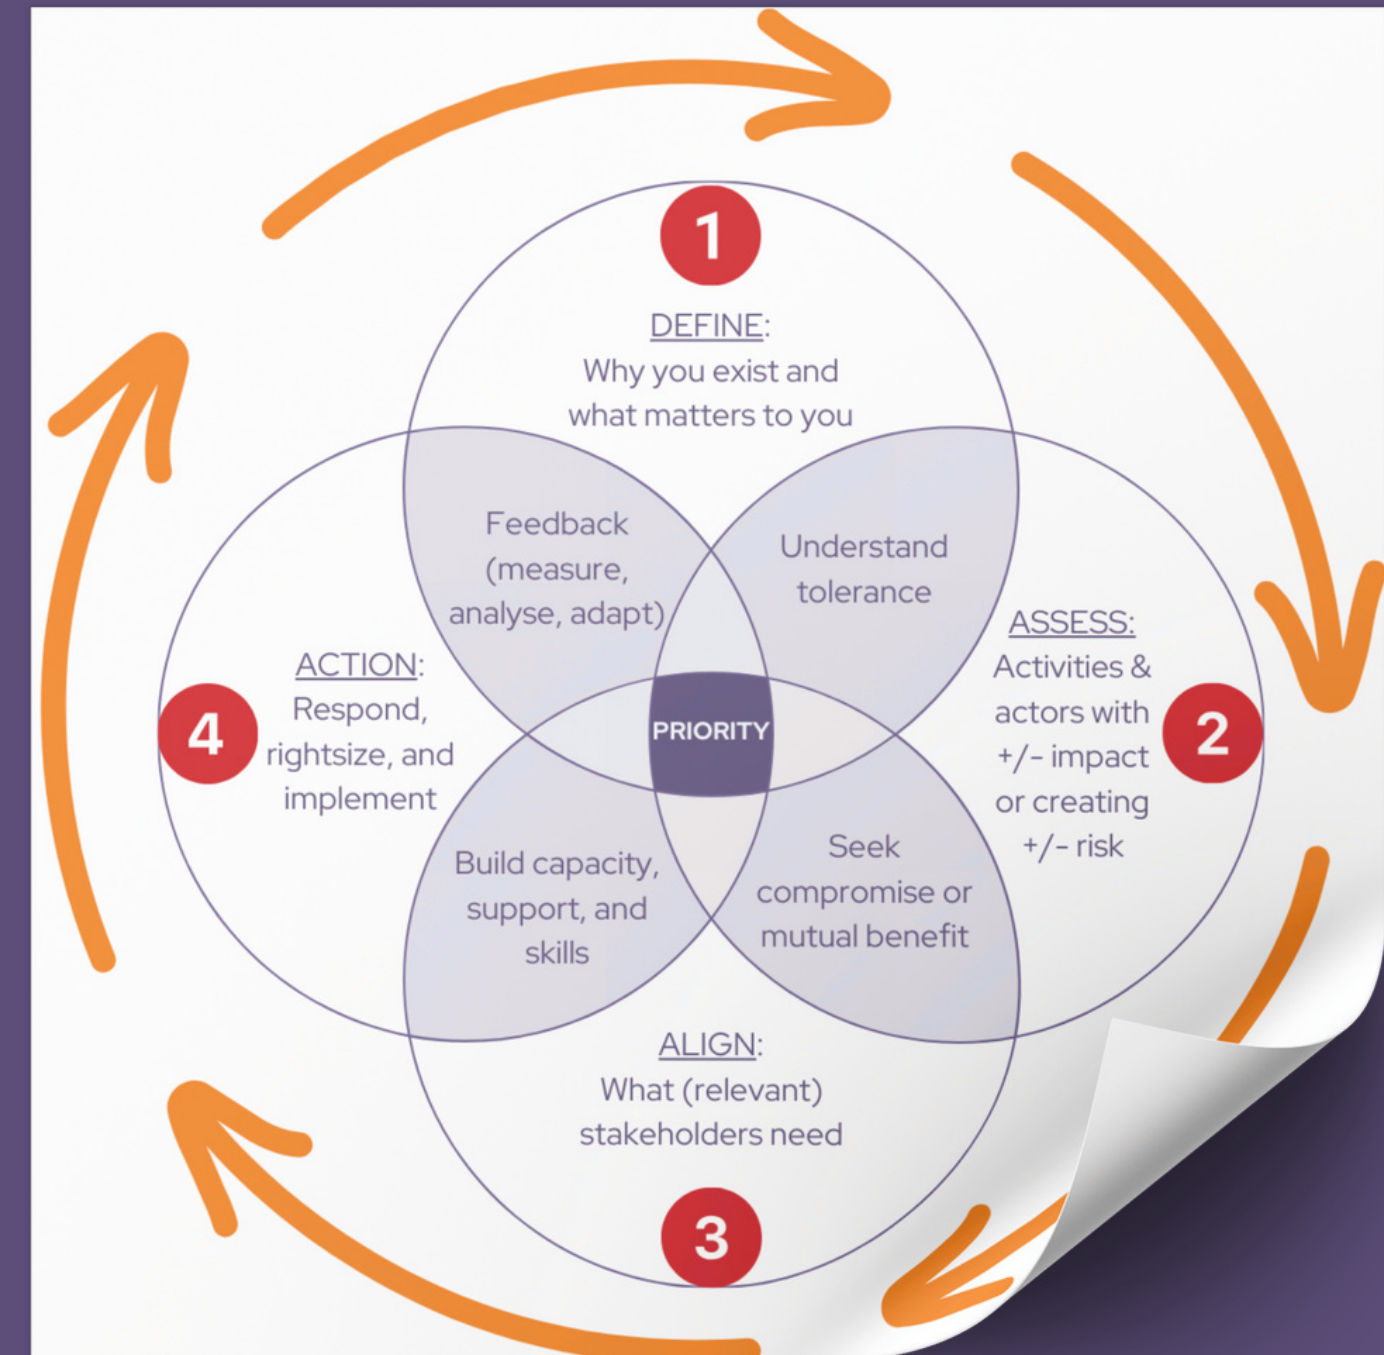 1
DEFINE:
Why you exist and
what matters to you
Feedback
(measure,
analyse, adapt)
Understand
tolerance
ASSESS:
Activities &
actors with
+/- impact
or creating
+/- risk
2
ACTION:
Respond,
rightsize, and
implement
4
PRIORITY
Build capacity,
support, and
skills
Seek
compromise or
mutual benefit
ALIGN:
What (relevant)
stakeholders need
3